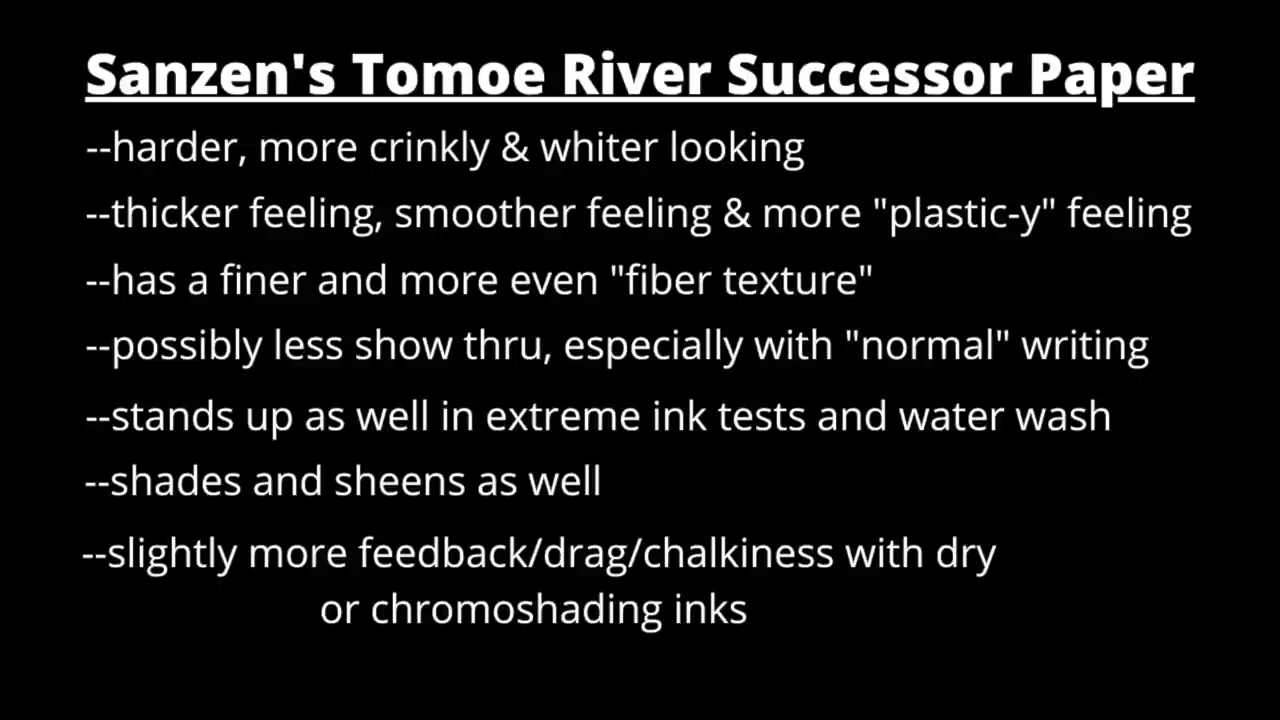 Sanzen's Tomoe River Successor Paper
--harder, more crinkly & whiter looking
--thicker feeling, smoother feeling & more "plastic-y" feeling
--has a finer and more even "fiber texture"
--possibly less show thru, especially with "normal" writing
--stands up as well in extreme ink tests and water wash
--shades and sheens as well
--slightly more feedback/drag/chalkiness with dry
or chromoshading inks